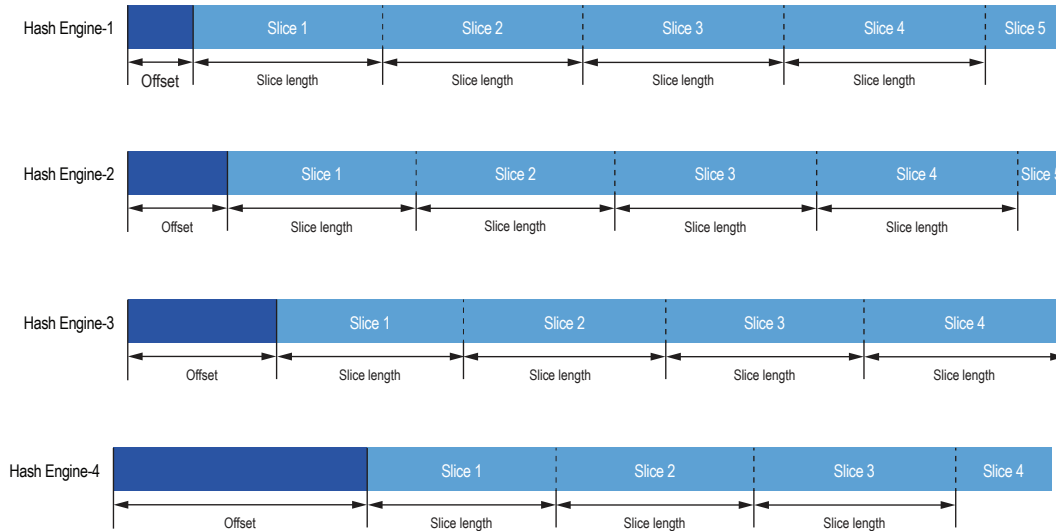 Hash Engine-1 Slice 1 Slice 2 Slice 3 Slice 4 Slice 5
Offset Slice length Slice length Slice length Slice length
Hash Engine-2 Slice 1 Slice 2 Slice 3 Slice 4 Slice 5
Offset Slice length Slice length Slice length Slice length
Hash Engine-3 Slice 1 Slice 2 Slice 3 Slice 4
Offset Slice length Slice length Slice length Slice length
Hash Engine-4 Slice 1 Slice 2 Slice 3 Slice 4
Offset Slice length Slice length Slice length